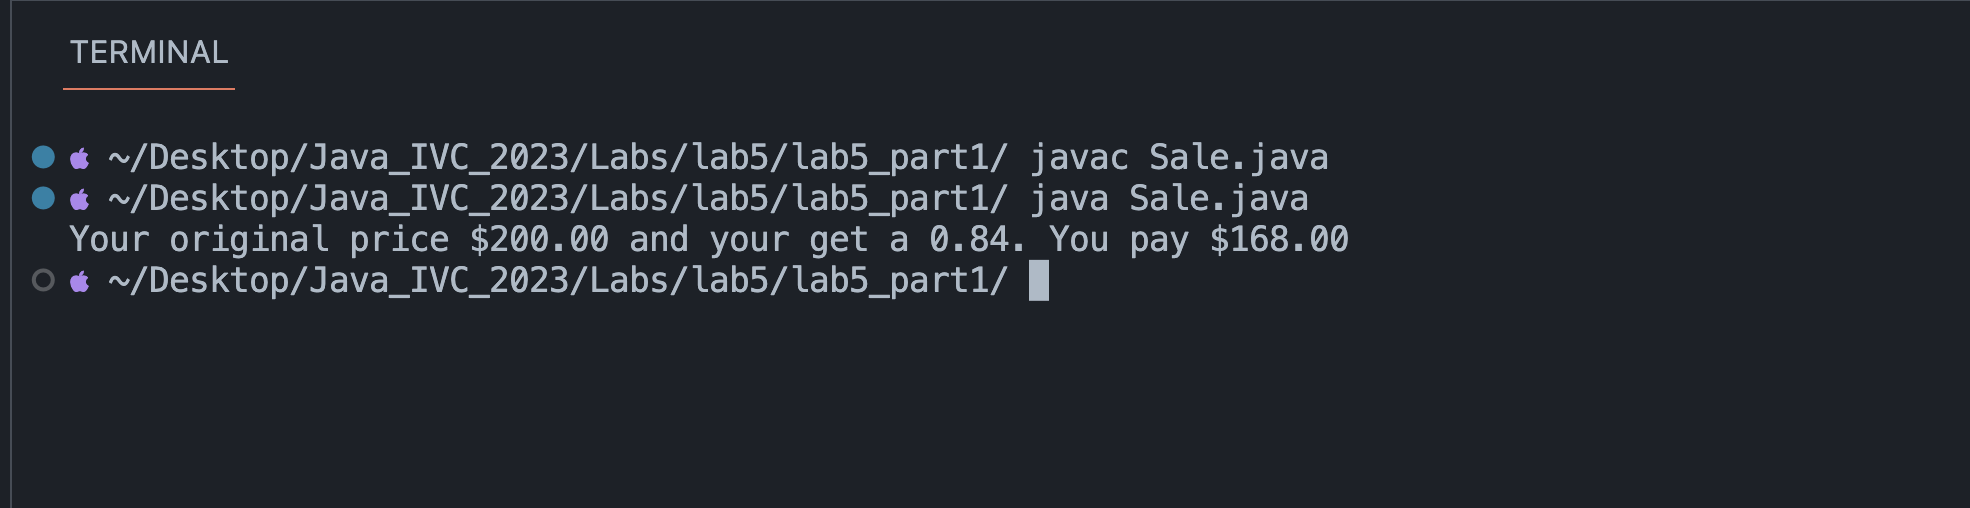 TERMINAL
~/Desktop/Java_IVC_2023/Labs/lab5/lab5_part1/ javac Sale.java
~/Desktop/Java_IVC_2023/Labs/lab5/lab5_part1/ java Sale.java
Your original price $200.00 and your get a 0.84. You pay $168.00
~/Desktop/Java_IVC_2023/Labs/lab5/lab5_part1/